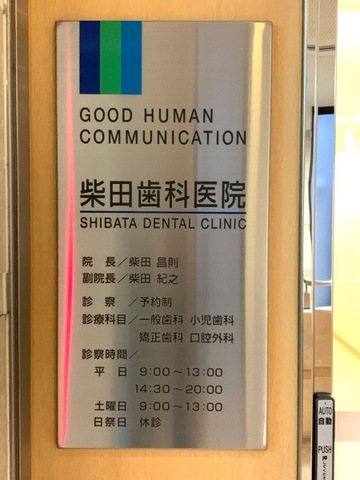 GOOD HUMAN
COMMUNICATION
柴田歯科医院
SHIBATA DENTAL CLINIC
院　長／柴田 昌則
副院長／柴田 紀之
診　察　／予約制
診療科目／一般歯科 小児歯科
矯正歯科 口腔外科
診察時間／
平　日　9:00～13:00
14:30～20:00
土曜日　9:00～13:00
日祭日　休診
AUTO
自動
PUSH